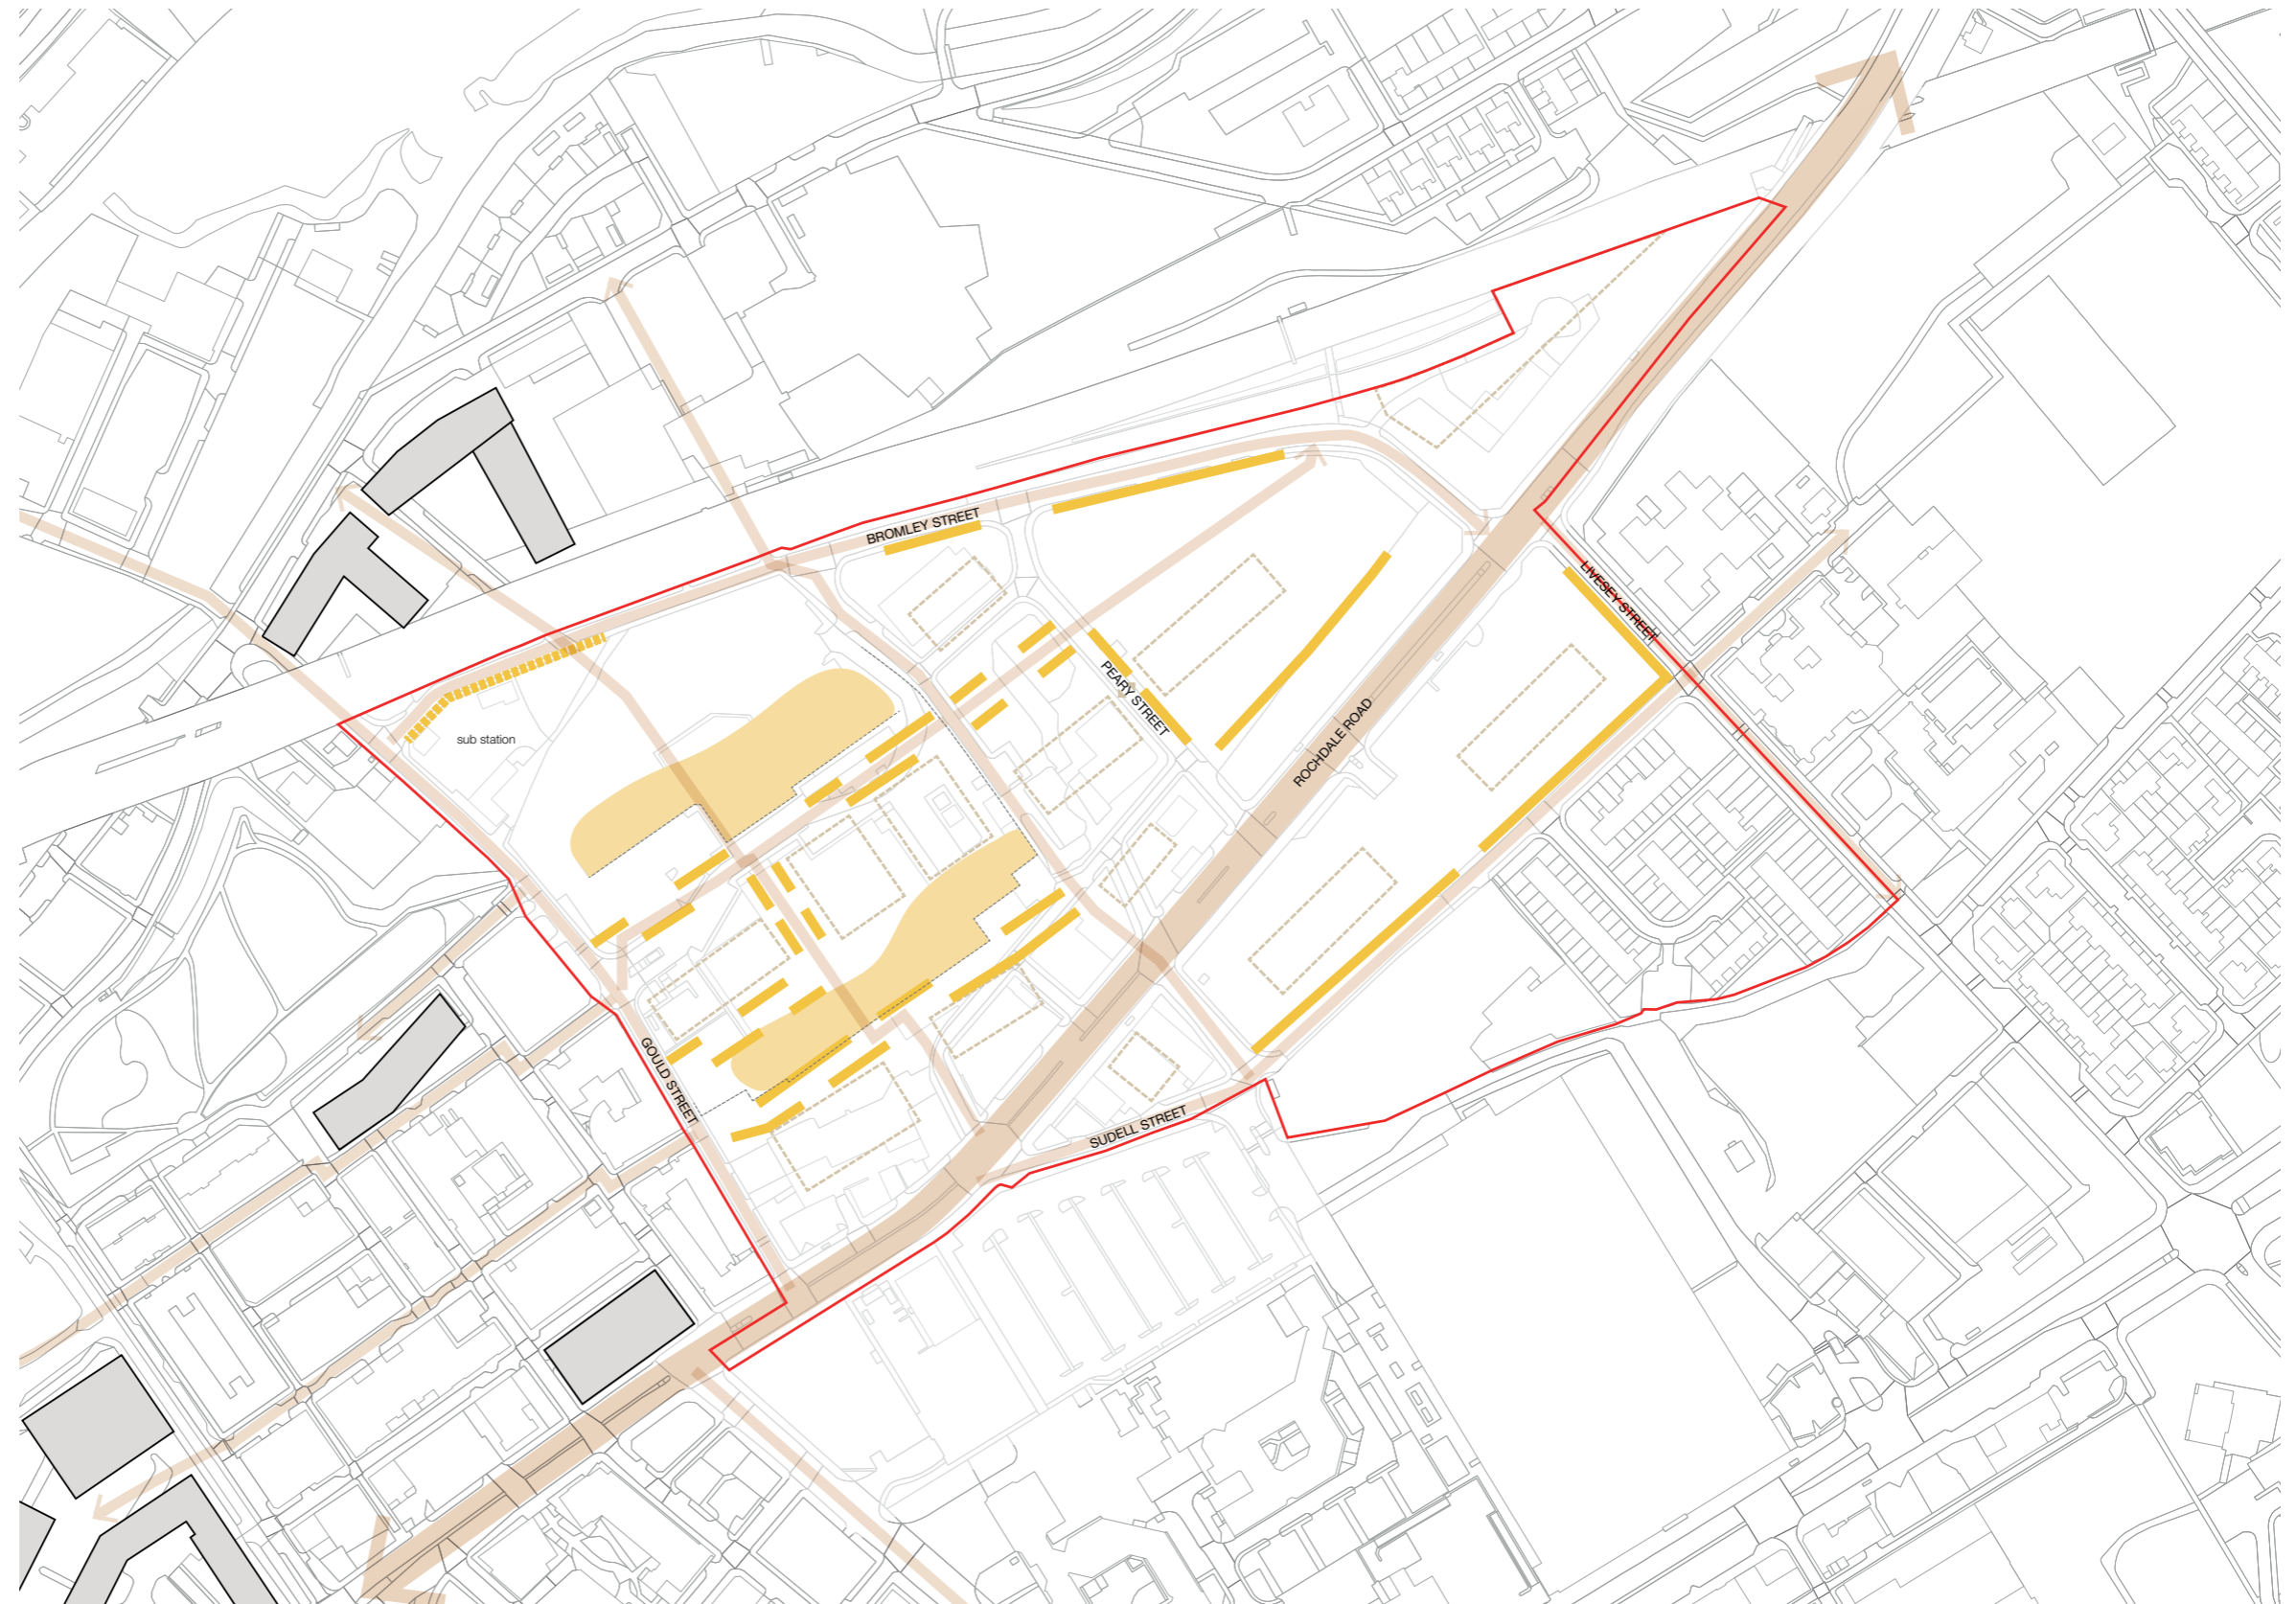 BROMLEY STREET
LIVESEY STREET
PEARY STREET
ROCHDALE ROAD
sub station
GOULD STREET
SUDELL STREET